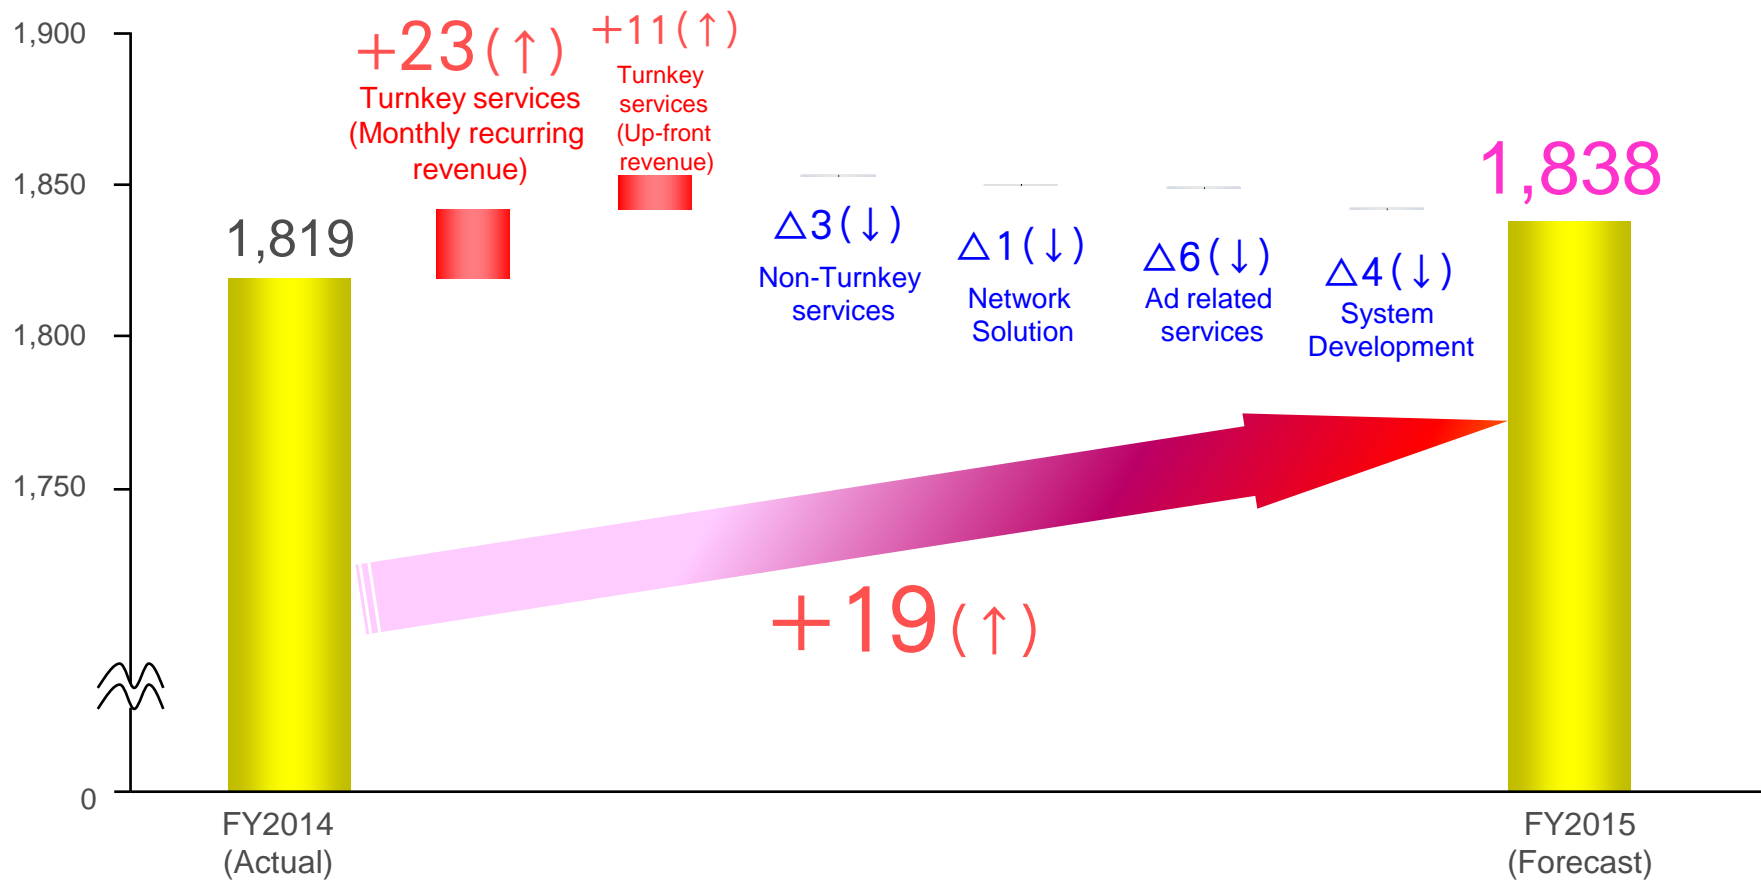 1,900
1,850
1,800
1,750
0
1,819
FY2014
(Actual)
+23(↑)
Turnkey services
(Monthly recurring
revenue)
+11(↑)
Turnkey
services
(Up-front
revenue)
△3(↓)
Non-Turnkey
services
△1(↓)
Network
Solution
△6(↓)
Ad related
services
△4(↓)
System
Development
+19(↑)
1,838
FY2015
(Forecast)